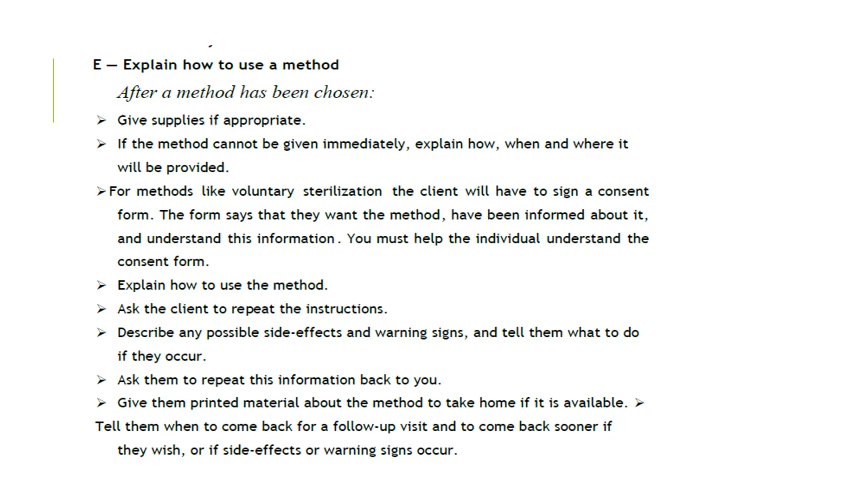 E — Explain how to use a method
After a method has been chosen:
➢ Give supplies if appropriate.
➢ If the method cannot be given immediately, explain how, when and where it
will be provided.
➢For methods like voluntary sterilization the client will have to sign a consent
form. The form says that they want the method, have been informed about it,
and understand this information. You must help the individual understand the
consent form.
➢ Explain how to use the method.
➢ Ask the client to repeat the instructions.
➢ Describe any possible side-effects and warning signs, and tell them what to do
if they occur.
➢ Ask them to repeat this information back to you.
➢ Give them printed material about the method to take home if it is available. ➢
Tell them when to come back for a follow-up visit and to come back sooner if
they wish, or if side-effects or warning signs occur.